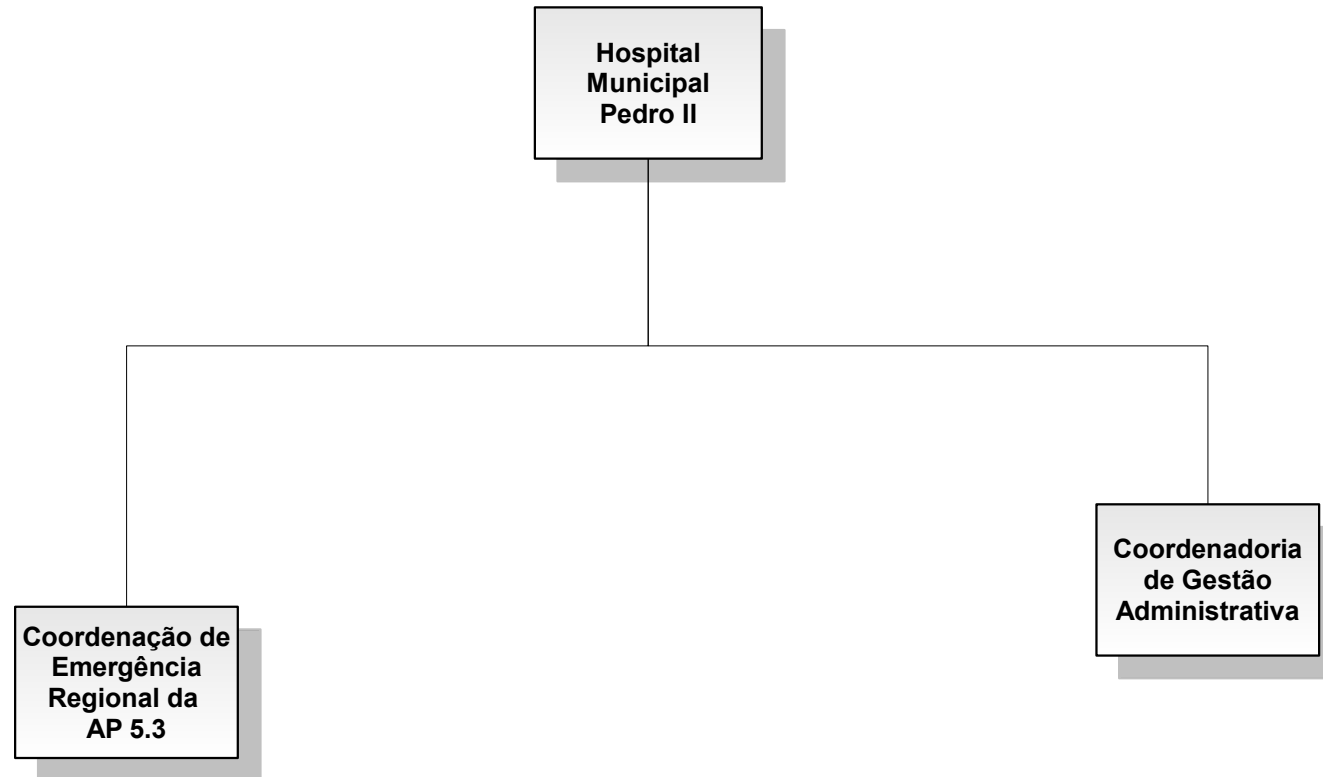 Hospital
Municipal
Pedro II
Coordenadoria
de Gestão
Administrativa
Coordenação de
Emergência
Regional da
AP 5.3